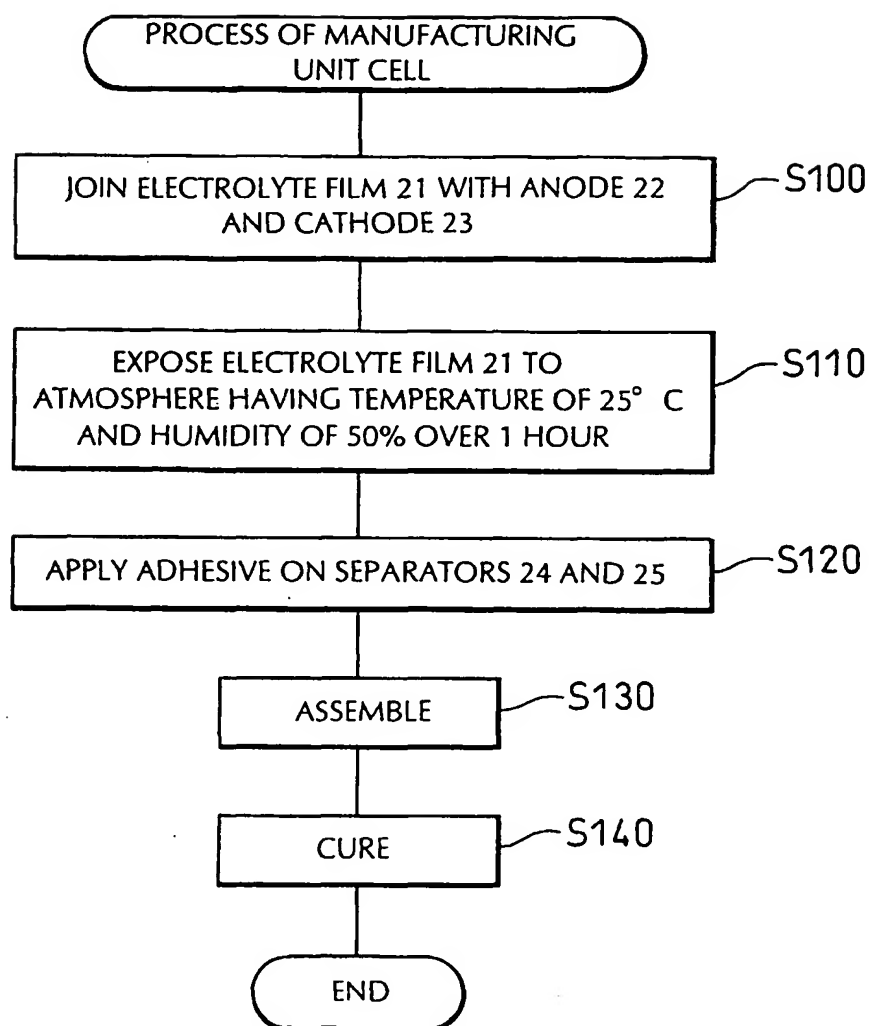 PROCESS OF MANUFACTURING
UNIT CELL
JOIN ELECTROLYTE FILM 21 WITH ANODE 22
AND CATHODE 23
S100
EXPOSE ELECTROLYTE FILM 21 TO
ATMOSPHERE HAVING TEMPERATURE OF 25° C
AND HUMIDITY OF 50% OVER 1 HOUR
S110
APPLY ADHESIVE ON SEPARATORS 24 AND 25
S120
ASSEMBLE
S130
CURE
S140
END